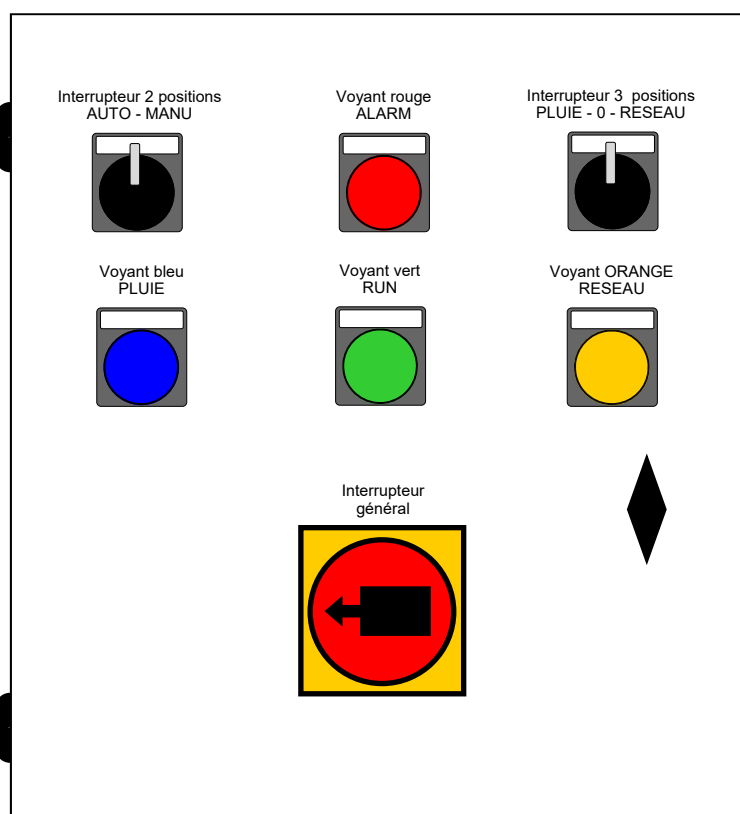 Interrupteur 2 positions
AUTO - MANU
Voyant rouge
ALARM
Interrupteur 3 positions
PLUIE - 0 - RESEAU
Voyant bleu
PLUIE
Voyant vert
RUN
Voyant ORANGE
RESEAU
Interrupteur
général